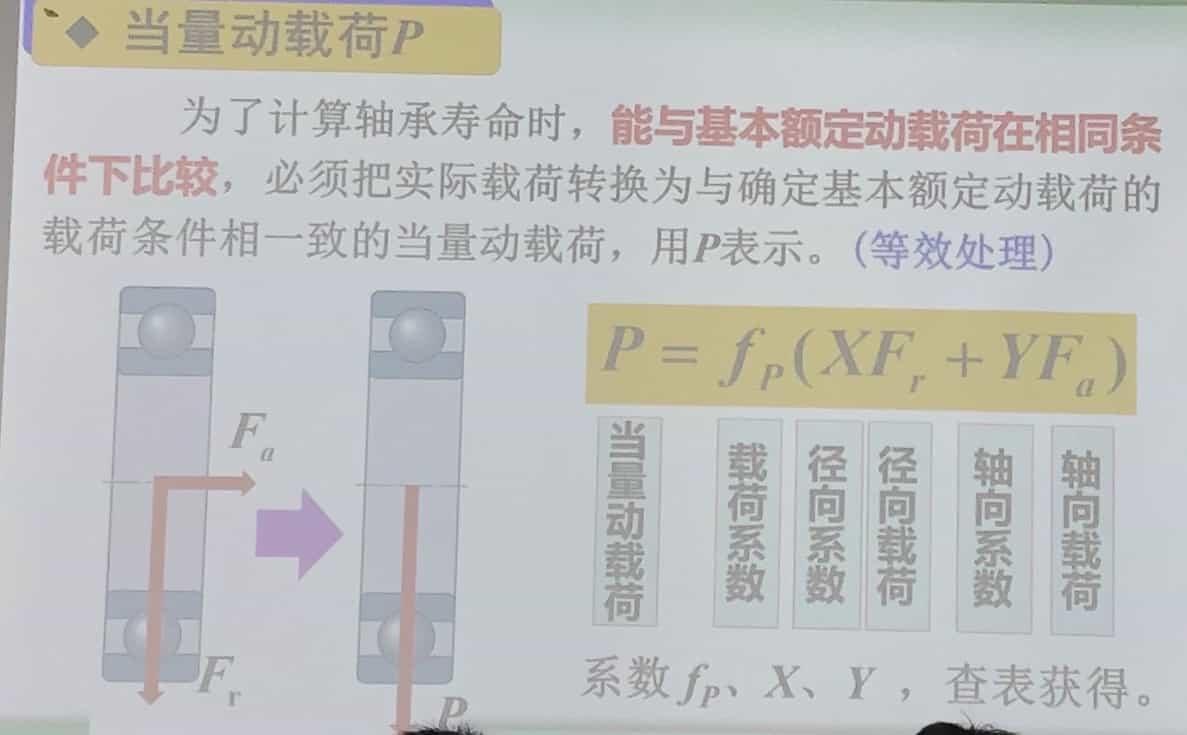 ◆ 当量动载荷P
为了计算轴承寿命时，能与基本额定动载荷在相同条
件下比较，必须把实际载荷转换为与确定基本额定动载荷的
载荷条件相一致的当量动载荷，用P表示。(等效处理)
P = f_P(XF_r + YF_a)
F_a
F_r
P
当量动载荷
载荷系数
径向系数
径向载荷
轴向系数
轴向载荷
系数 f_P、X、Y，查表获得。